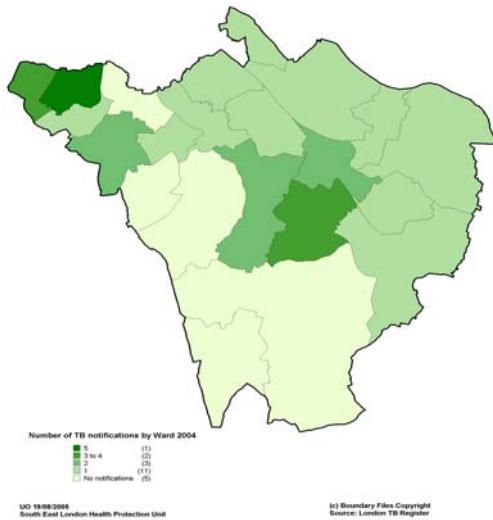 Number of TB notifications by Ward 2004
5 (1)
3 to 4 (2)
2 (3)
1 (11)
No notifications (5)
UO 19/08/2005
South East London Health Protection Unit
(c) Boundary Files Copyright
Source: London TB Register